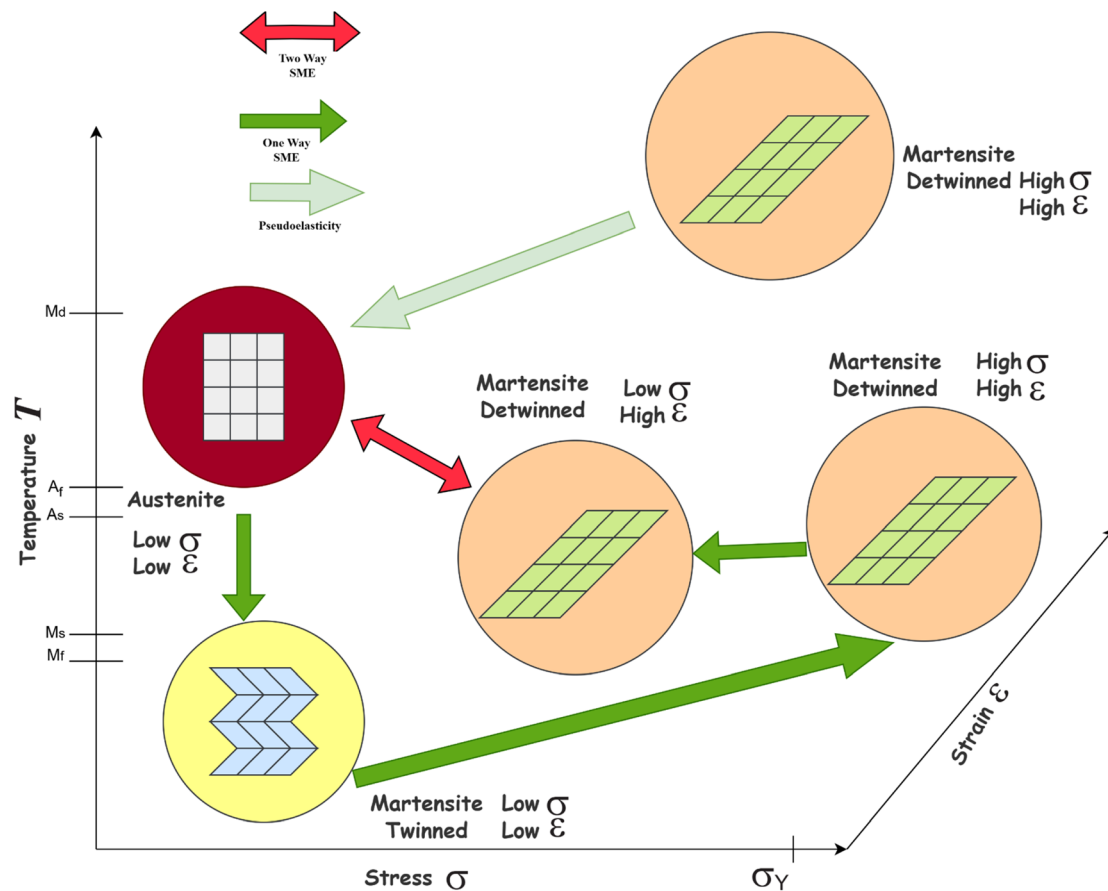 Two Way
SME
One Way
SME
Pseudoelasticity
Martensite
Detwinned High σ
High ε
Md
Martensite Low σ
Detwinned High ε
Martensite High σ
Detwinned High ε
Temperature T
Af
As
Austenite
Low σ
Low ε
Ms
Mf
Strain ε
Martensite Low σ
Twinned Low ε
Stress σ
σY